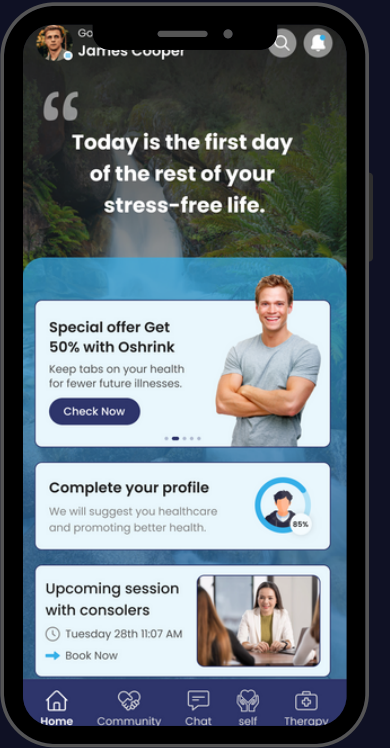 Go
James Cooper
“
Today is the first day
of the rest of your
stress-free life.
Special offer Get
50% with Oshrink
Keep tabs on your health
for fewer future illnesses.
Check Now
Complete your profile
We will suggest you healthcare
and promoting better health.
85%
Upcoming session
with consolers
Tuesday 28th 11:07 AM
Book Now
Home Community Chat self Therapy